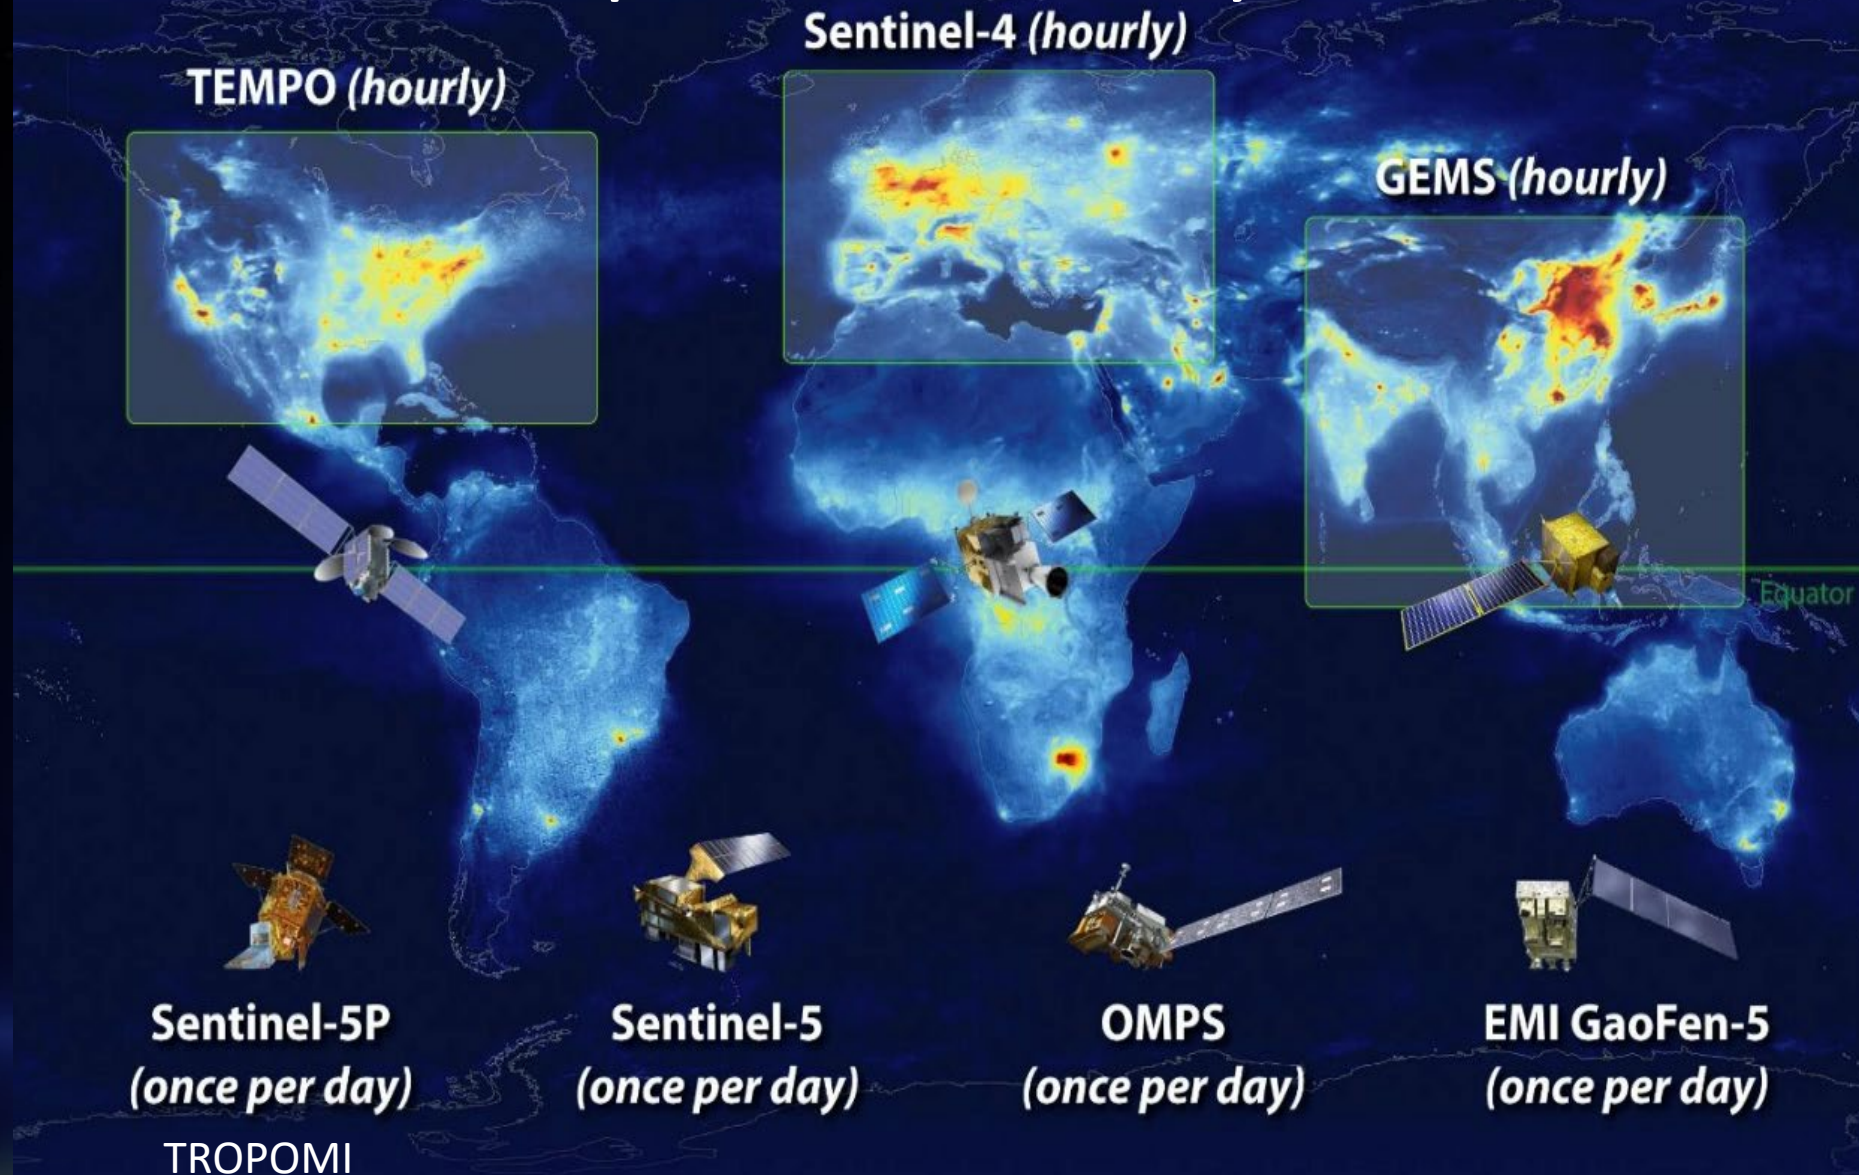 Sentinel-4 (hourly)
TEMPO (hourly)
GEMS (hourly)
Equator
Sentinel-5P
(once per day)
Sentinel-5
(once per day)
OMPS
(once per day)
EMI GaoFen-5
(once per day)
TROPOMI